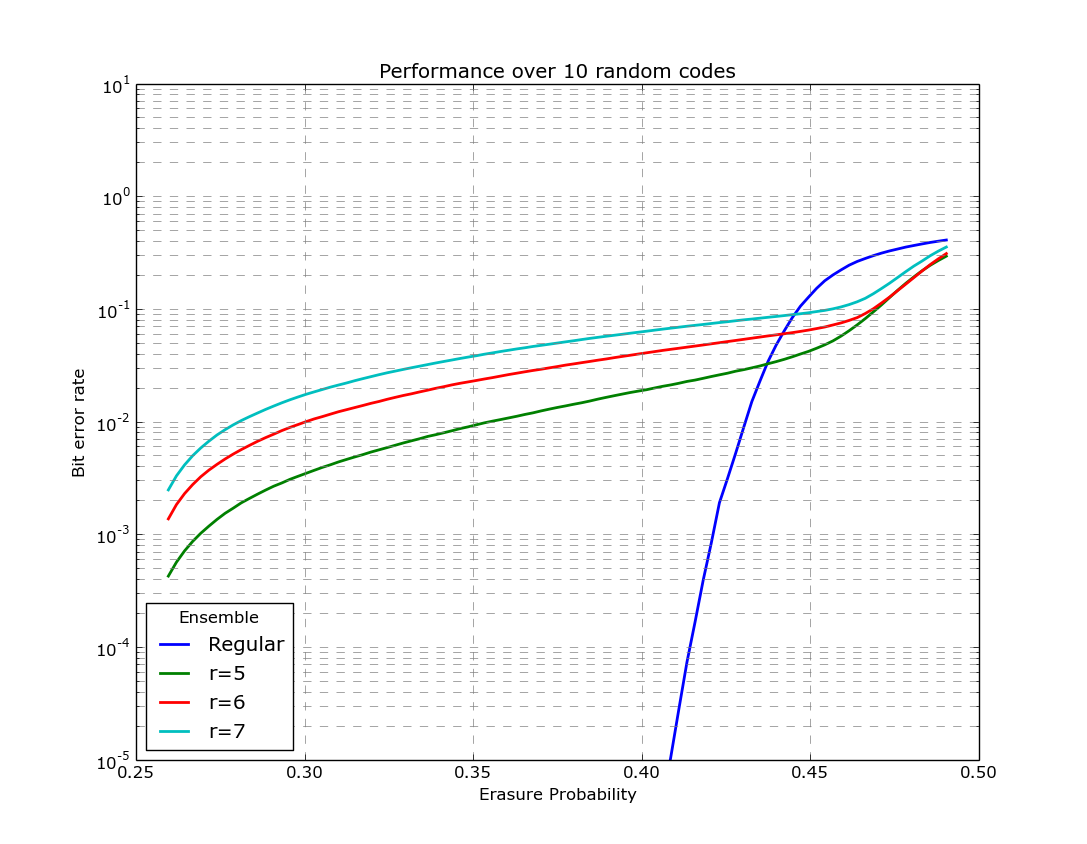 Performance over 10 random codes
10^1
10^0
10^-1
10^-2
10^-3
10^-4
10^-5
Bit error rate
Ensemble
Regular
r=5
r=6
r=7
0.25 0.30 0.35 0.40 0.45 0.50
Erasure Probability